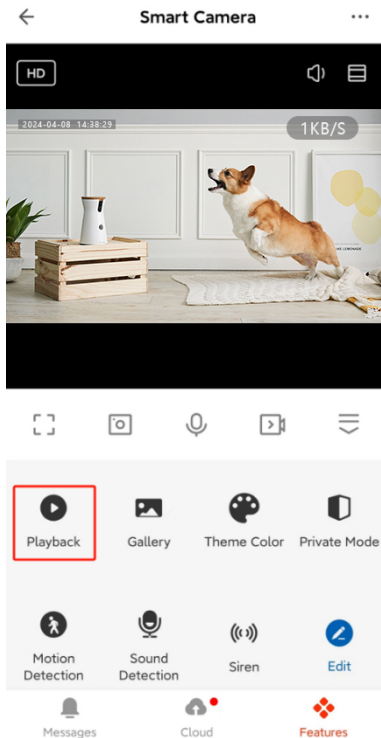 Smart Camera
HD
2024-04-08 14:38:29
1KB/S
Playback
Gallery
Theme Color
Private Mode
Motion
Detection
Sound
Detection
Siren
Edit
Messages
Cloud
Features